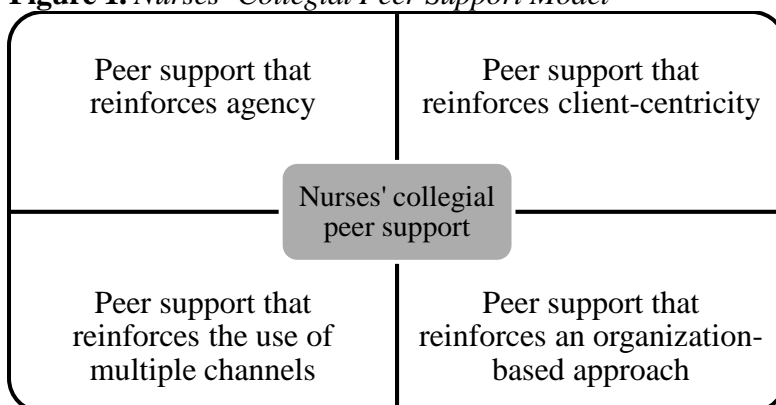 Figure 1. Nurses' Collegial Peer Support Model
Peer support that
reinforces agency
Peer support that
reinforces client-centricity
Nurses' collegial
peer support
Peer support that
reinforces the use of
multiple channels
Peer support that
reinforces an organization-
based approach